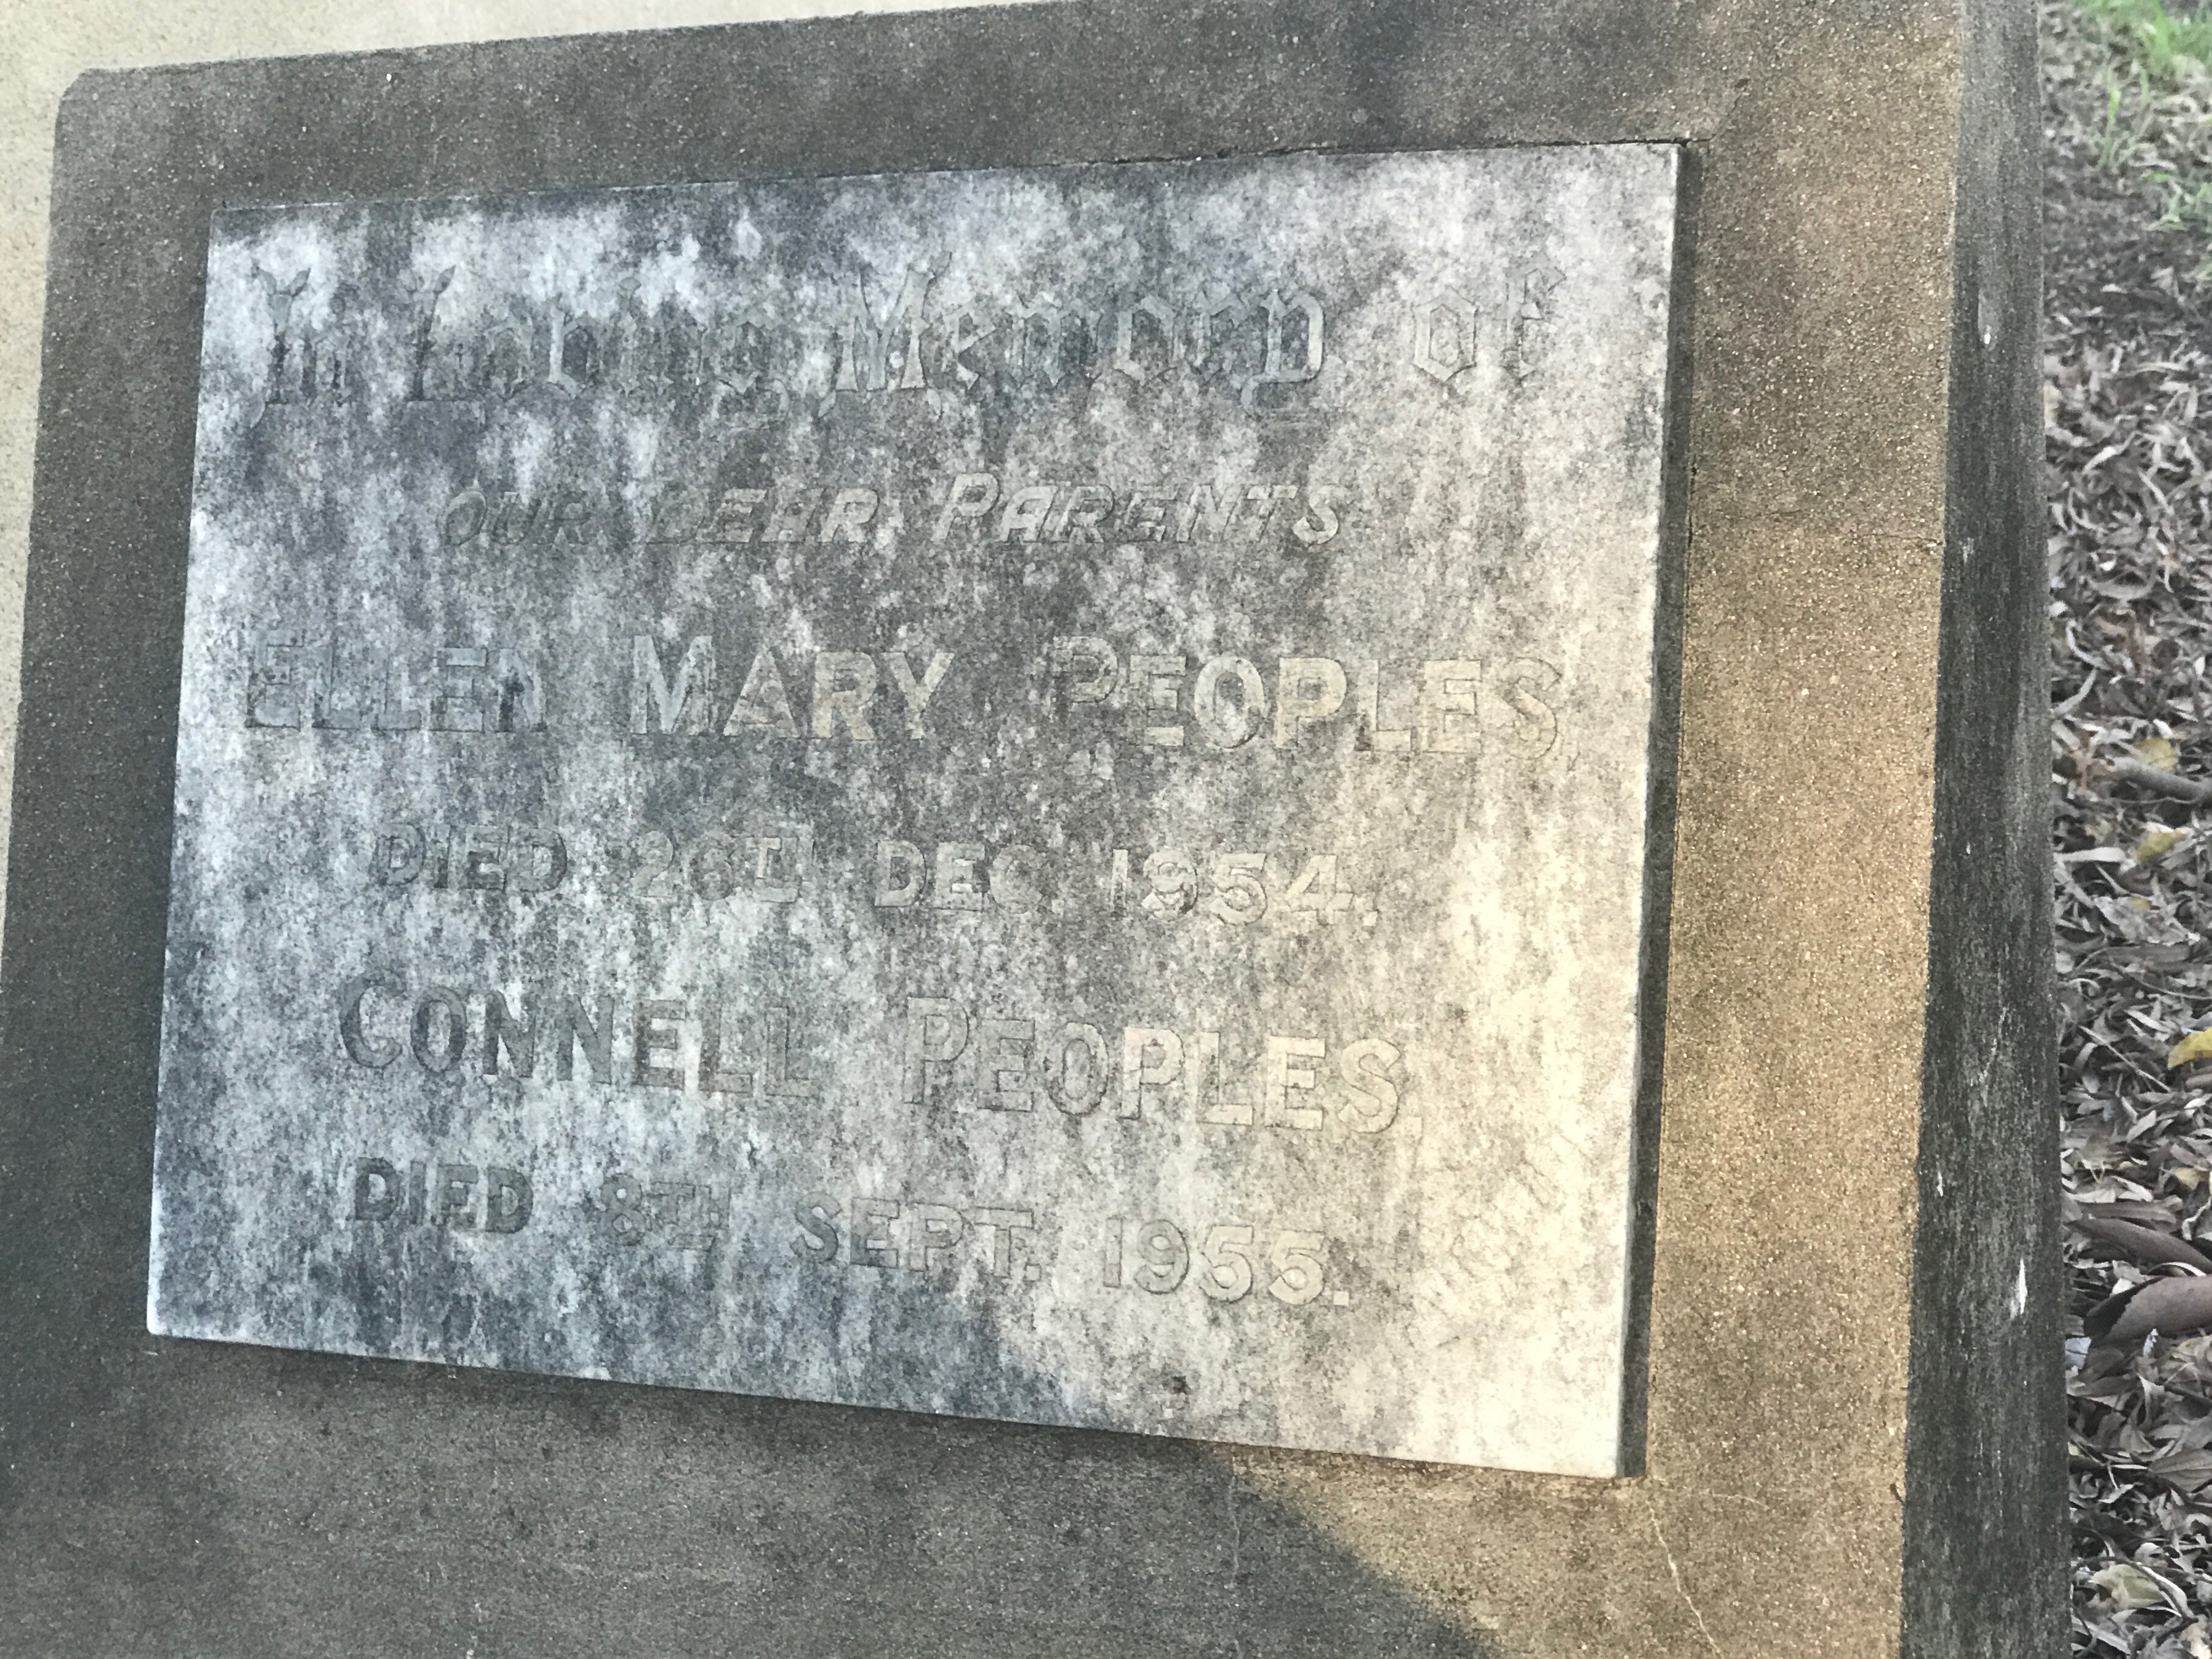 In Loving Memory of
OUR DEAR PARENTS
ELLEN MARY PEOPLES
DIED 26TH DEC. 1954.
CONNELL PEOPLES,
DIED 8TH SEPT. 1955.